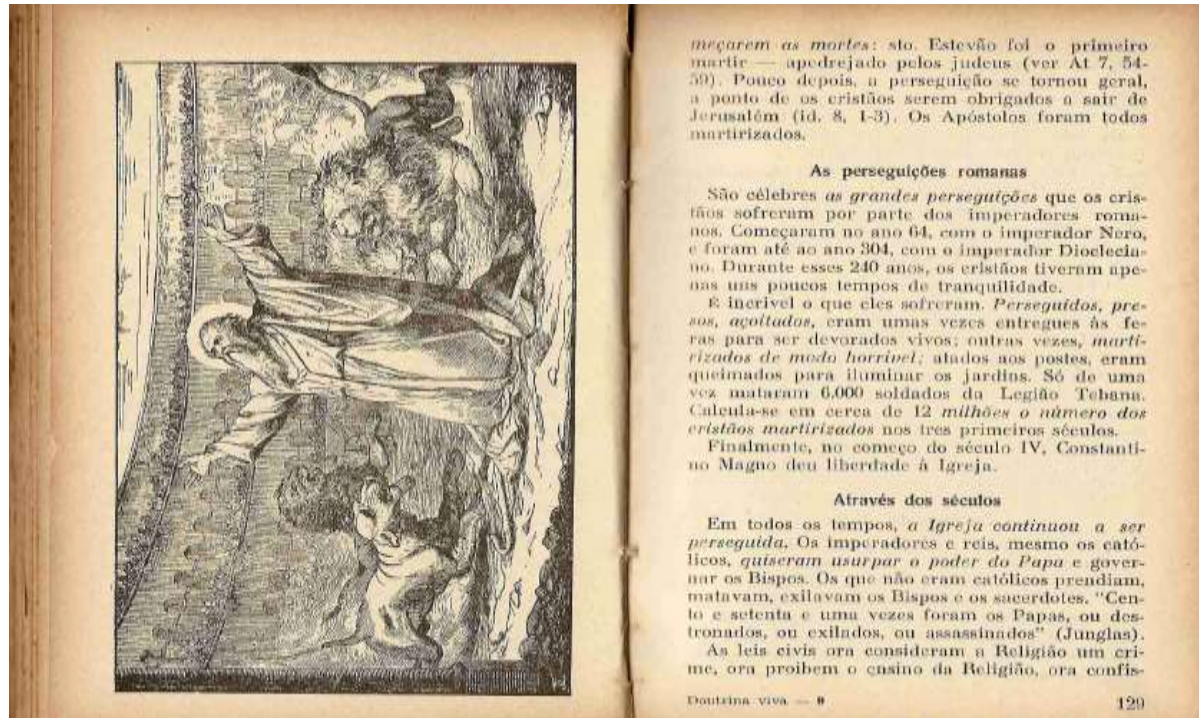 meçarem as mortes: sto. Estevão foi o primeiro
martir — apedrejado pelos judeus (ver At 7, 54-
59). Pouco depois, a perseguição se tornou geral,
a ponto de os cristãos serem obrigados a sair de
Jerusalém (id. 8, 1-3). Os Apóstolos foram todos
martirizados.
As perseguições romanas
São célebres as grandes perseguições que os cris-
tãos sofreram por parte dos imperadores roma-
nos. Começaram no ano 64, com o imperador Nero,
e foram até ao ano 304, com o imperador Dioclecia-
no. Durante esses 240 anos, os cristãos tiveram ape-
nas uns poucos tempos de tranquilidade.
É incrivel o que eles sofreram. Perseguidos, pre-
sos, açoitados, eram umas vezes entregues às fe-
ras para ser devorados vivos; outras vezes, marti-
rizados de modo horrivel; atados aos postes, eram
queimados para iluminar os jardins. Só de uma
vez mataram 6.000 soldados da Legião Tebana.
Calcula-se em cerca de 12 milhões o número dos
cristãos martirizados nos tres primeiros séculos.
Finalmente, no começo do século IV, Constanti-
no Magno deu liberdade à Igreja.
Através dos séculos
Em todos os tempos, a Igreja continuou a ser
perseguida. Os imperadores e reis, mesmo os cató-
licos, quiseram usurpar o poder do Papa e gover-
nar os Bispos. Os que não eram católicos prendiam,
matavam, exilavam os Bispos e os sacerdotes. "Cen-
to e setenta e uma vezes foram os Papas, ou des-
tronados, ou exilados, ou assassinados" (Junglas).
As leis civis ora consideram a Religião um cri-
me, ora proibem o ensino da Religião, ora confis-
Doutrina viva — 9
129